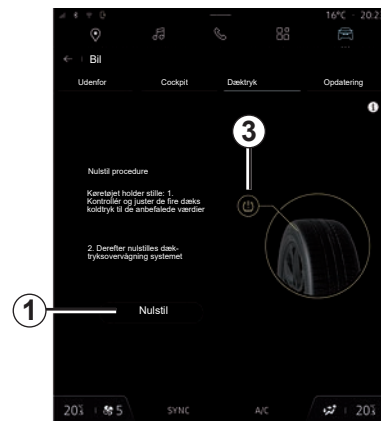 16°C 20.2
← Bil
Udenfor Cockpit Dæktryk Opdatering
3
Nulstil procedure
Køretøjet holder stille: 1.
Kontrollér og juster de fire dæks
koldtryk til de anbefalede værdier
2. Derefter nulstilles dæk-
tryksovervågning systemet
1
Nulstil
20 5 SYNC A/C 20